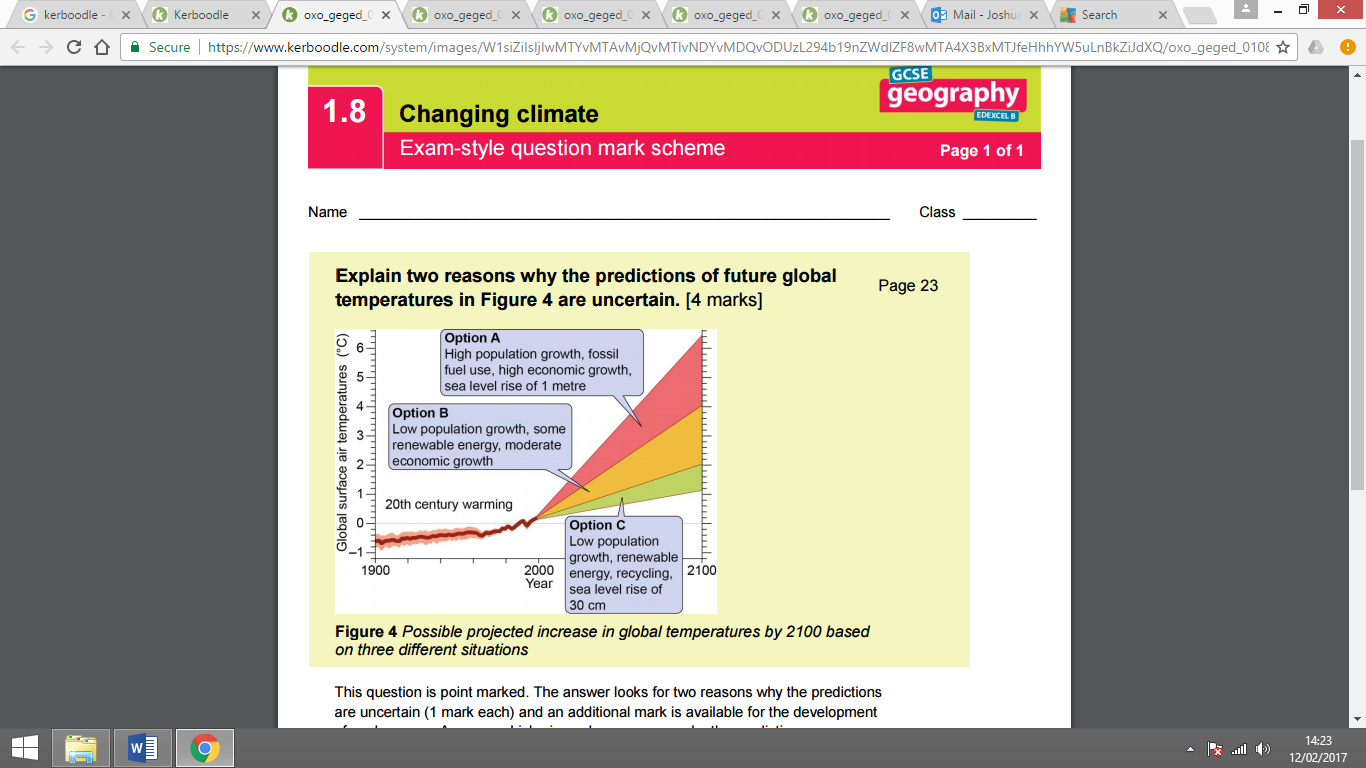 kerboodle - G
Kerboodle
oxo_geged_0
oxo_geged_0
oxo_geged_0
oxo_geged_0
oxo_geged_0
Mail - Joshua
Search
Secure
GCSE
geography
EDEXCEL B
1.8
Changing climate
Exam-style question mark scheme
Page 1 of 1
Name
Class
Explain two reasons why the predictions of future global
temperatures in Figure 4 are uncertain. [4 marks]
Page 23
Global surface air temperatures (°C)
6
5
4
3
2
1
0
–1
Option A
High population growth, fossil
fuel use, high economic growth,
sea level rise of 1 metre
Option B
Low population growth, some
renewable energy, moderate
economic growth
20th century warming
Option C
Low population
growth, renewable
energy, recycling,
sea level rise of
30 cm
1900
2000
2100
Year
Figure 4 Possible projected increase in global temperatures by 2100 based
on three different situations
This question is point marked. The answer looks for two reasons why the predictions
are uncertain (1 mark each) and an additional mark is available for the development
14:23
12/02/2017